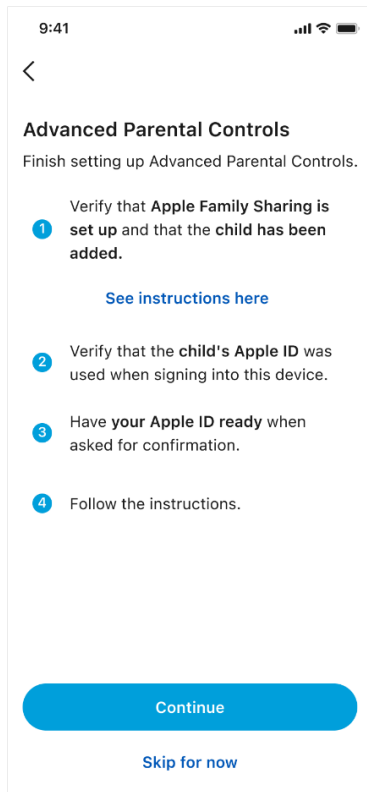 9:41
Advanced Parental Controls
Finish setting up Advanced Parental Controls.
Verify that Apple Family Sharing is
1 set up and that the child has been
added.
See instructions here
Verify that the child's Apple ID was
2
used when signing into this device.
Have your Apple ID ready when
3
asked for confirmation.
4 Follow the instructions.
Continue
Skip for now